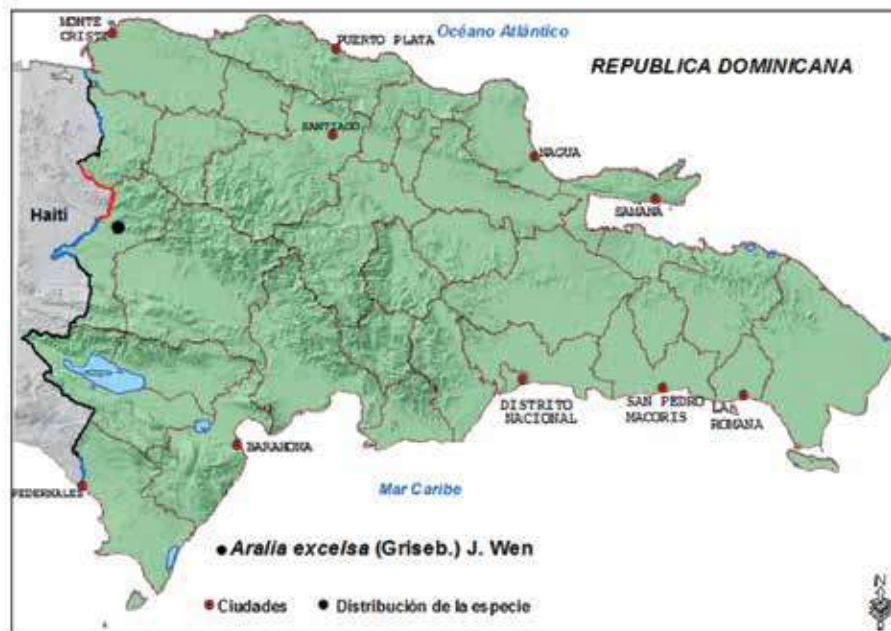 MONTE
CRISTI
PUERTO PLATA
Océano Atlántico
REPUBLICA DOMINICANA
SANTIAGO
NAGUA
SAMANA
Haití
DISTRITO
NACIONAL
SAN PEDRO
MACORIS
LA
ROMANA
BARAHONA
PEDERNALES
Mar Caribe
Aralia excelsa (Griseb.) J. Wen
Ciudades
Distribución de la especie
N